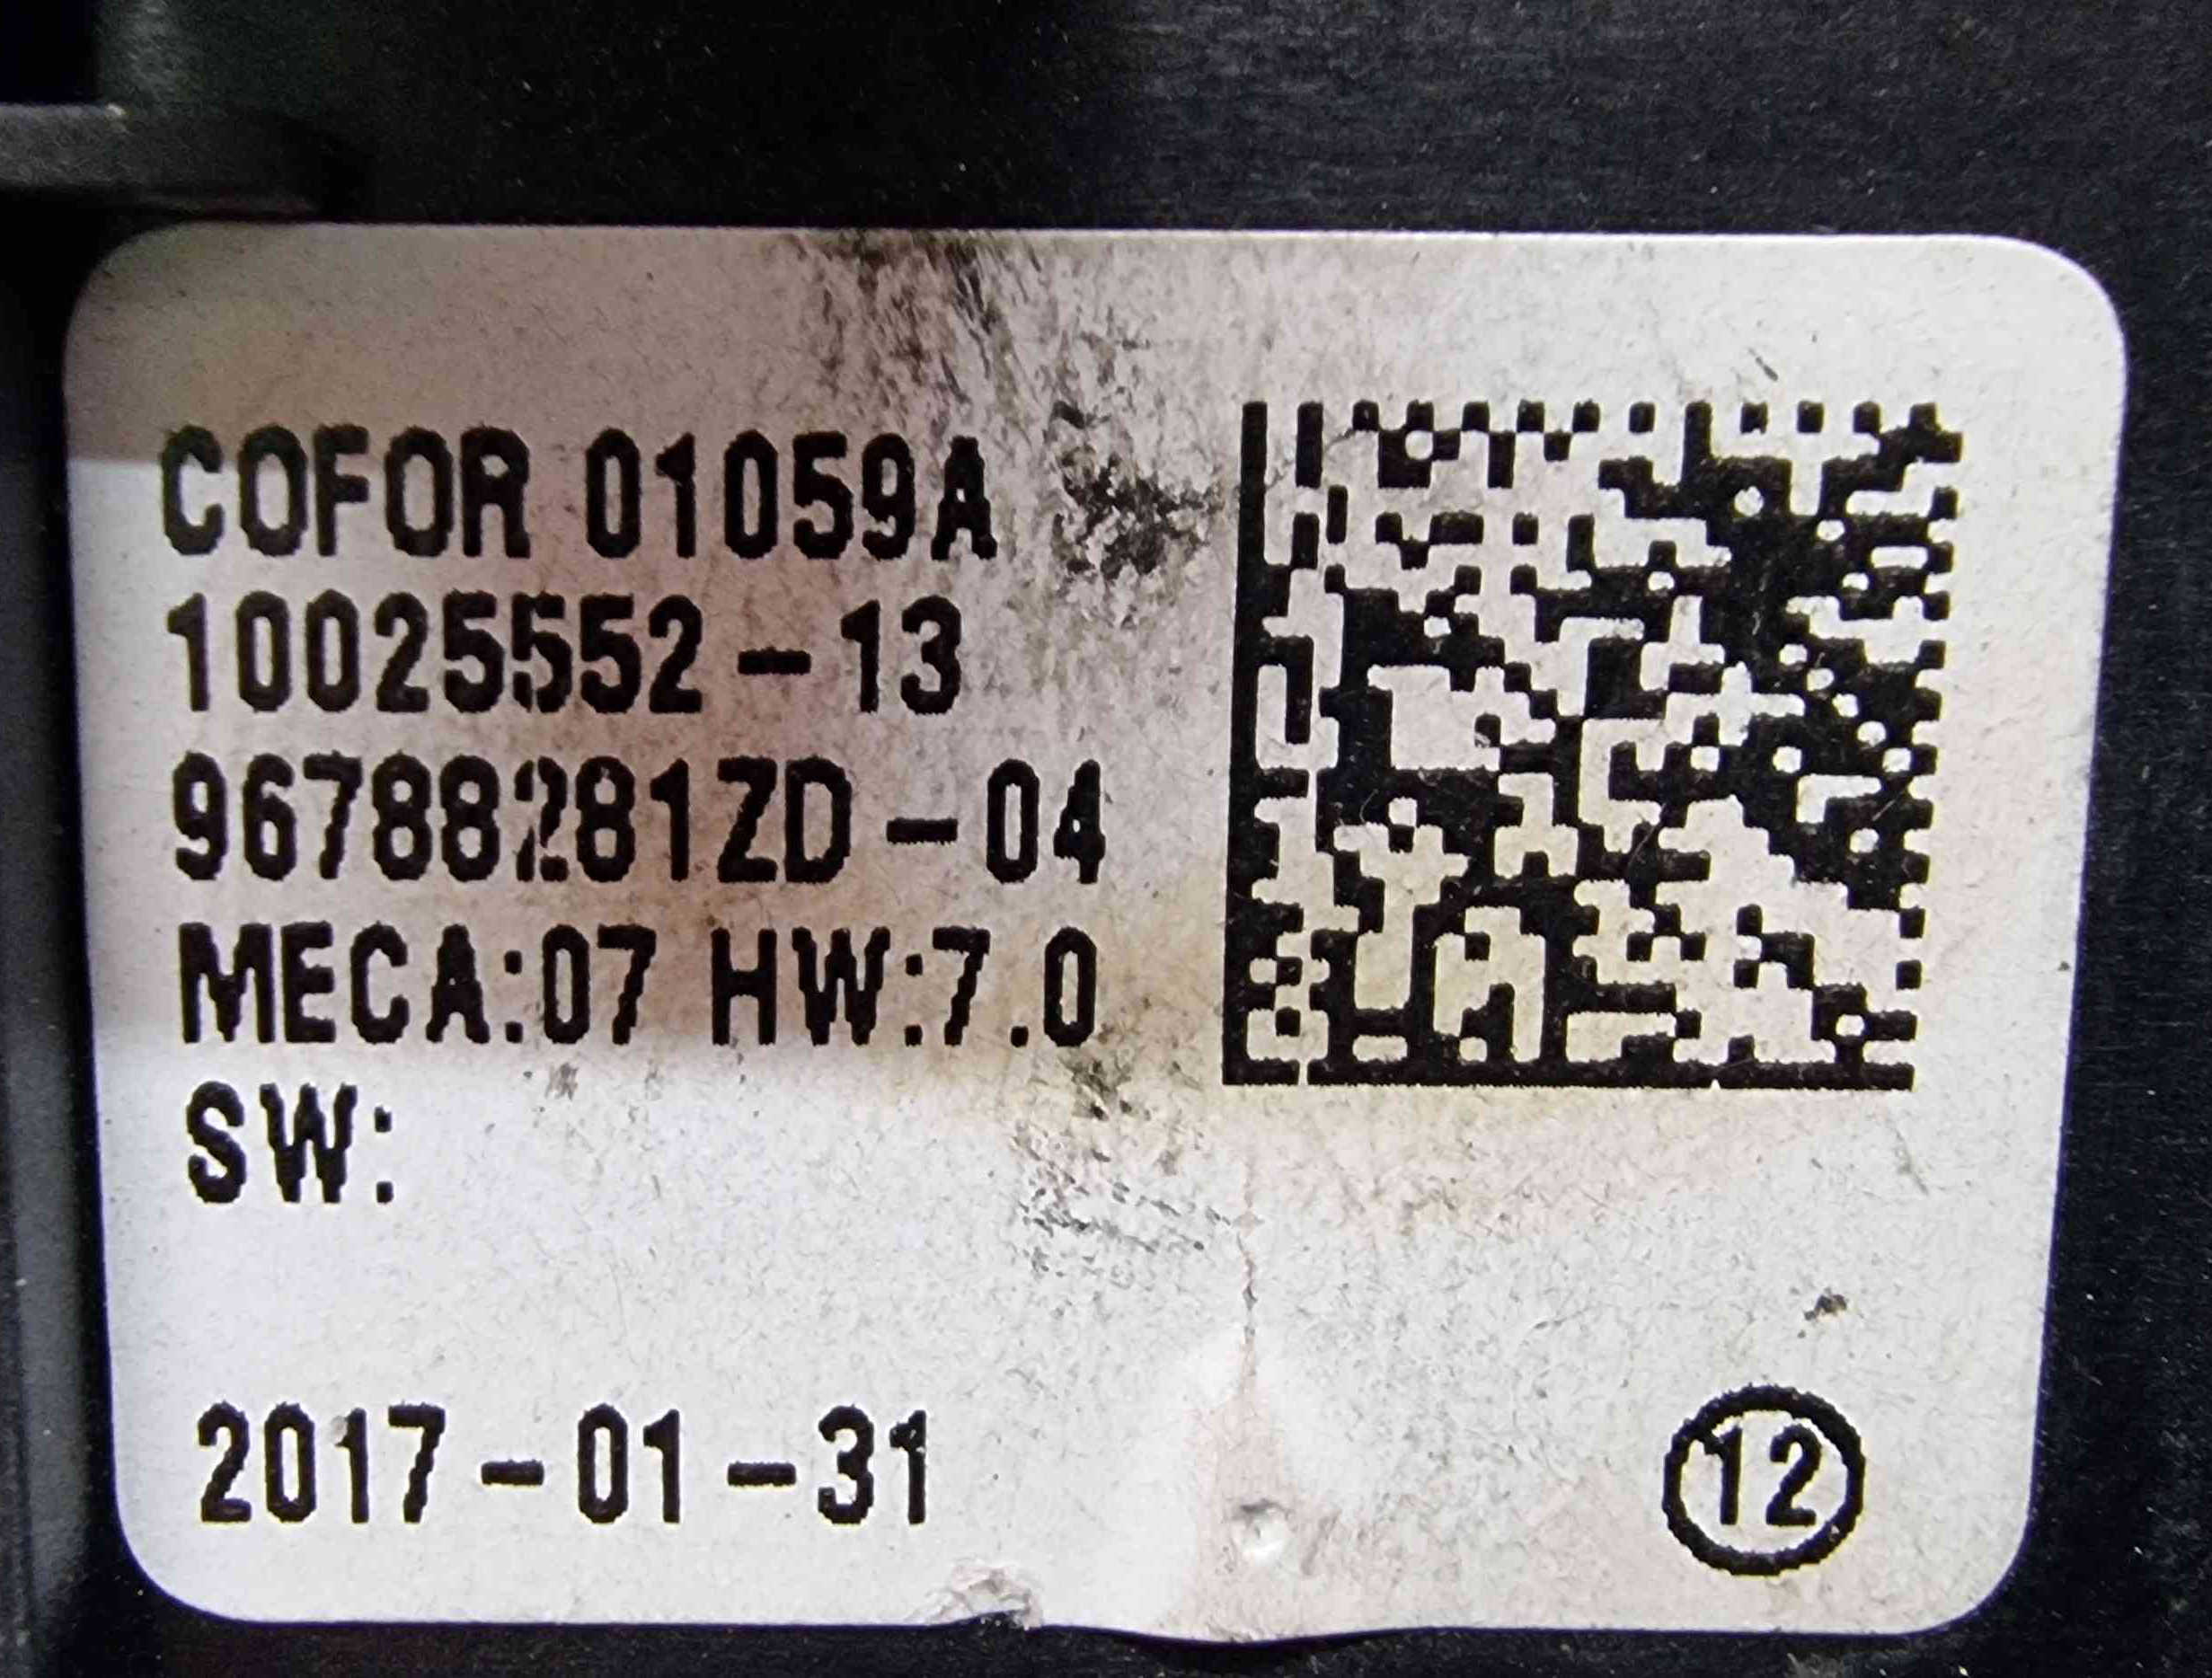 COFOR 01059A
10025552-13
96788281ZD-04
MECA:07 HW:7.0
SW:
2017-01-31
12